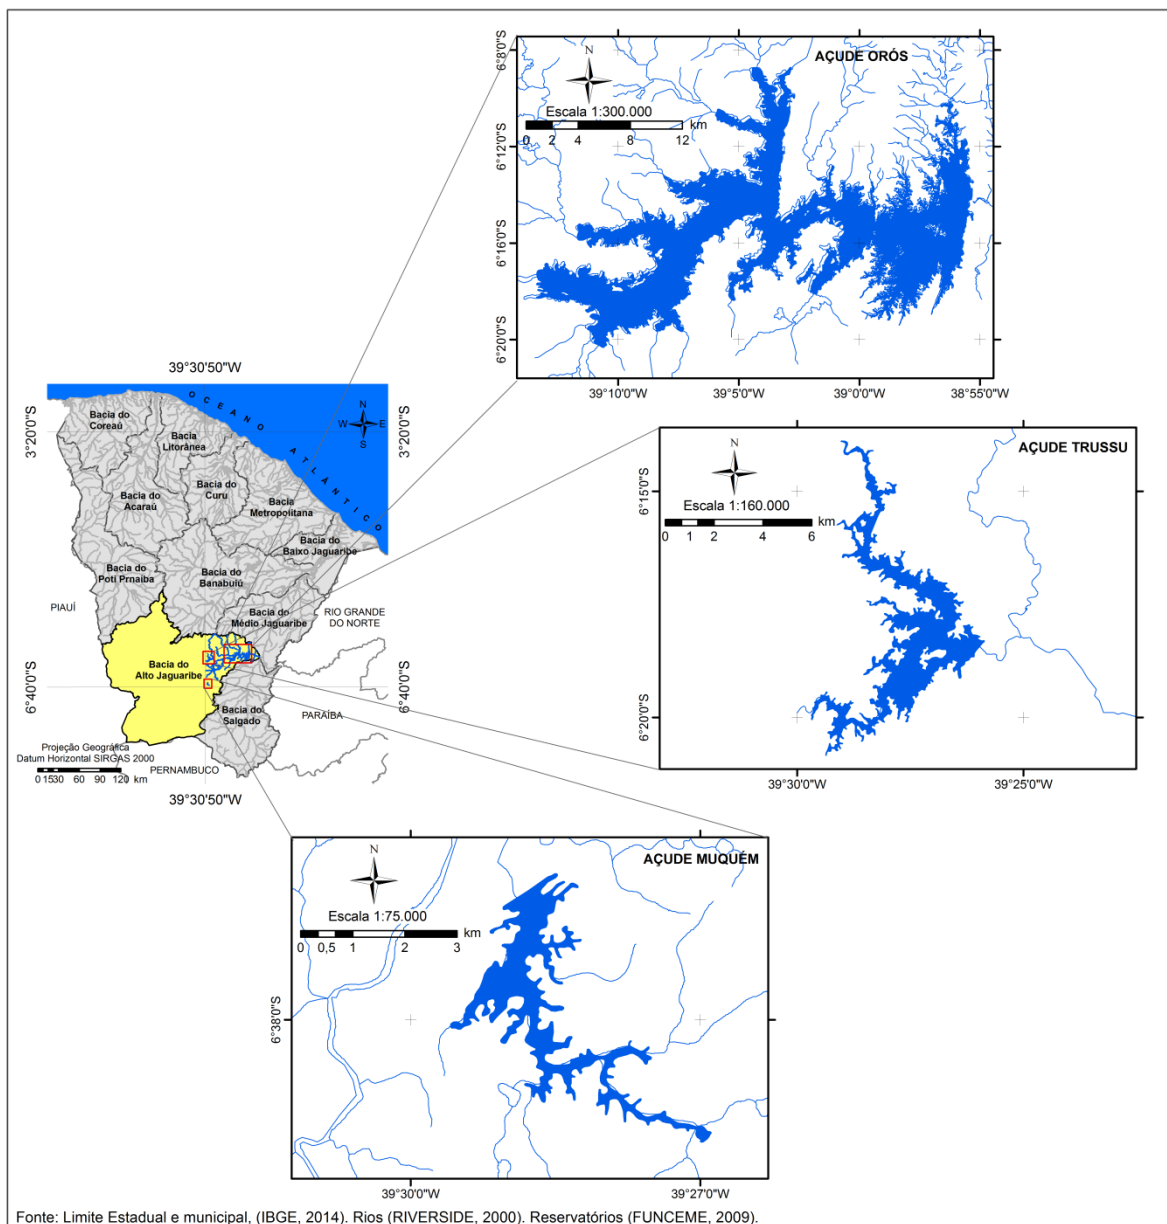 AÇUDE ORÓS
N
Escala 1:300.000
0 2 4 8 12 km
6°8'0"S
6°12'0"S
6°16'0"S
6°20'0"S
39°10'0"W 39°5'0"W 39°0'0"W 38°55'0"W
39°30'50"W
3°20'0"S
3°20'0"S
6°40'0"S
6°40'0"S
OCEANO ATLÂNTICO
N
W E
S
Bacia do
Coreaú
Bacia
Litorânea
Bacia do
Acaraú
Bacia do
Curu
Bacia
Metropolitana
Bacia do
Baixo Jaguaribe
Bacia do
Poti Prnaiba
Bacia do
Banabuiú
Bacia do
Médio Jaguaribe
PIAUÍ
RIO GRANDE
DO NORTE
Bacia do
Alto Jaguaribe
Bacia do
Salgado
PARAÍBA
PERNAMBUCO
Projeção Geográfica
Datum Horizontal SIRGAS 2000
0 1530 60 90 120 km
39°30'50"W
AÇUDE TRUSSU
N
Escala 1:160.000
0 1 2 4 6 km
6°15'0"S
6°20'0"S
39°30'0"W 39°25'0"W
AÇUDE MUQUÉM
N
Escala 1:75.000
0 0,5 1 2 3 km
6°38'0"S
39°30'0"W 39°27'0"W
Fonte: Limite Estadual e municipal, (IBGE, 2014). Rios (RIVERSIDE, 2000). Reservatórios (FUNCEME, 2009).